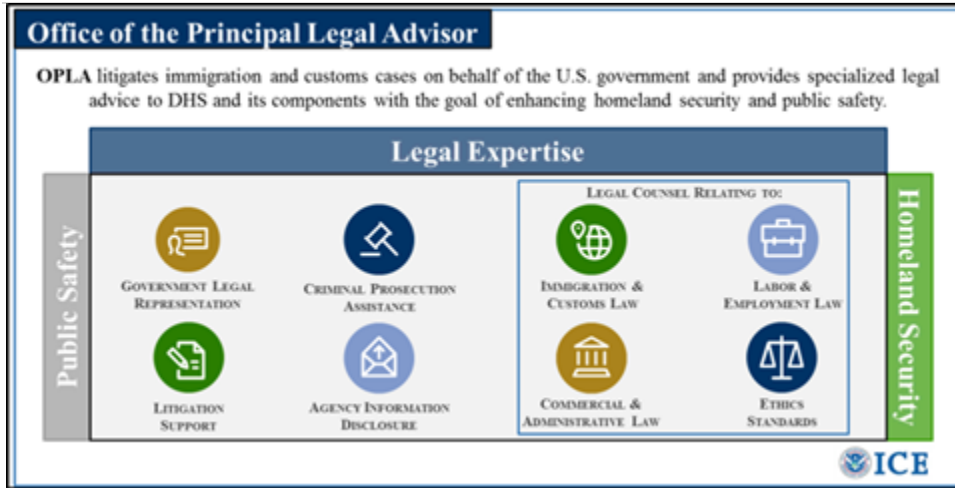 Office of the Principal Legal Advisor
OPLA litigates immigration and customs cases on behalf of the U.S. government and provides specialized legal
advice to DHS and its components with the goal of enhancing homeland security and public safety.
Legal Expertise
Public Safety
GOVERNMENT LEGAL
REPRESENTATION
CRIMINAL PROSECUTION
ASSISTANCE
LITIGATION
SUPPORT
AGENCY INFORMATION
DISCLOSURE
LEGAL COUNSEL RELATING TO:
IMMIGRATION &
CUSTOMS LAW
LABOR
& EMPLOYMENT LAW
COMMERCIAL &
ADMINISTRATIVE LAW
ETHICS
STANDARDS
Homeland Security
ICE